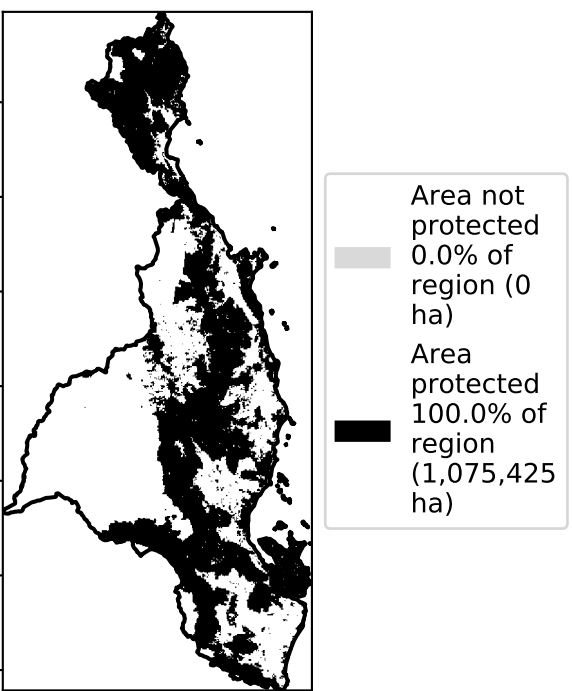 Area not
protected
0.0% of
region (0
ha)
Area
protected
100.0% of
region
(1,075,425
ha)